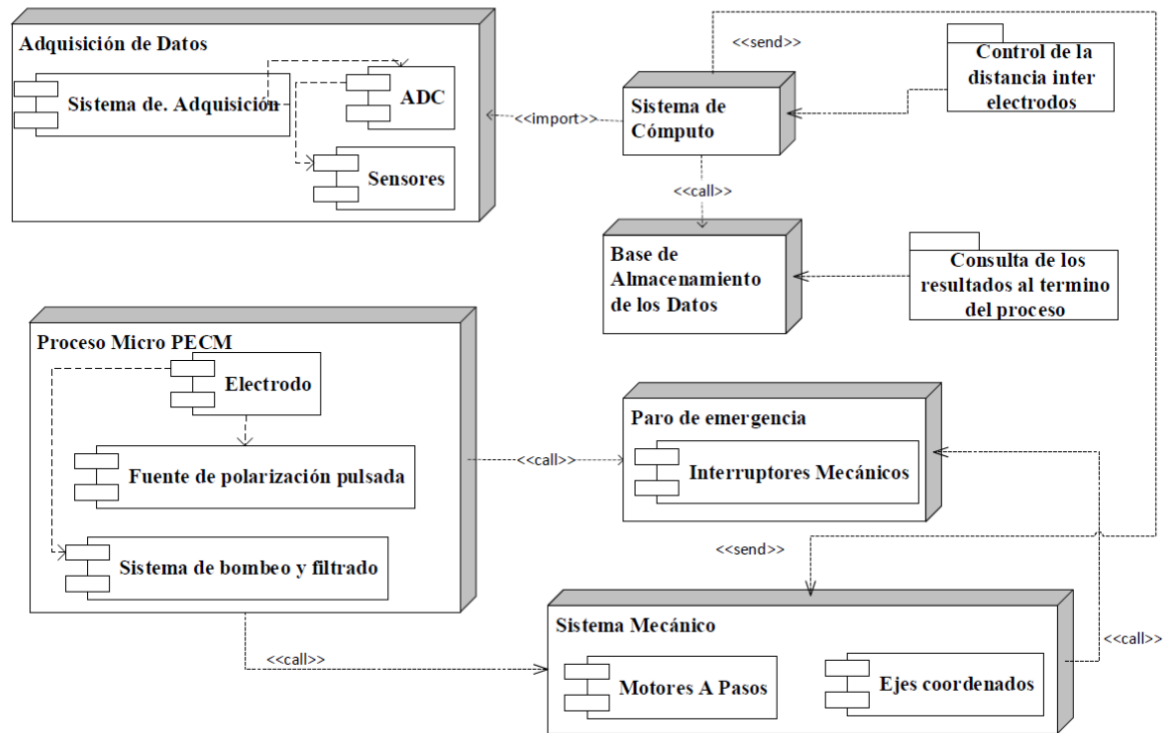 Adquisición de Datos
Sistema de. Adquisición
ADC
Sensores
<<import>>
<<send>>
Sistema de
Cómputo
Control de la
distancia inter
electrodos
<<call>>
Base de
Almacenamiento
de los Datos
Consulta de los
resultados al termino
del proceso
Proceso Micro PECM
Electrodo
Fuente de polarización pulsada
Sistema de bombeo y filtrado
<<call>>
Paro de emergencia
Interruptores Mecánicos
<<send>>
<<call>>
Sistema Mecánico
Motores A Pasos
Ejes coordenados
<<call>>